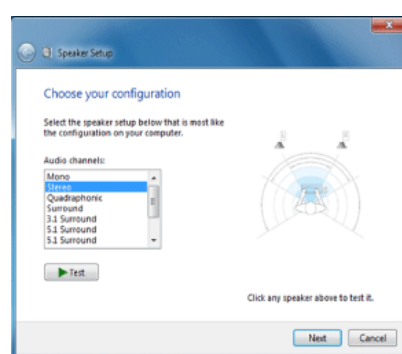 Speaker Setup
Choose your configuration
Select the speaker setup below that is most like
the configuration on your computer.
Audio channels:
Mono
Stereo
Quadraphonic
Surround
3.1 Surround
5.1 Surround
5.1 Surround
Test
Click any speaker above to test it.
Next
Cancel